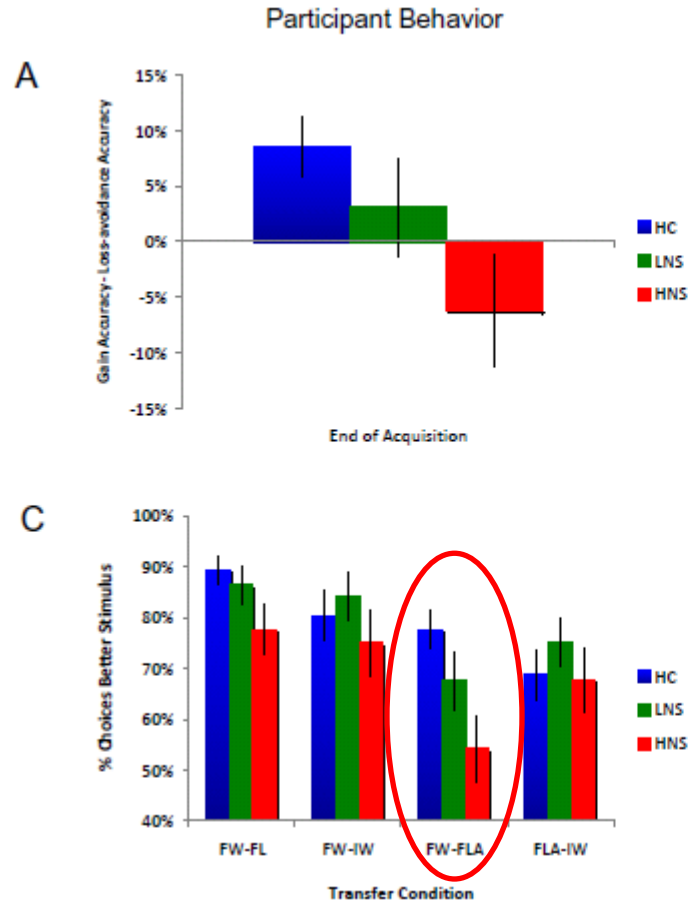 Participant Behavior
A
15%
10%
5%
0%
-5%
-10%
-15%
Gain Accuracy- Loss-avoidance Accuracy
End of Acquisition
HC
LNS
HNS
C
100%
90%
80%
70%
60%
50%
40%
% Choices Better Stimulus
FW-FL
FW-IW
FW-FLA
FLA-IW
Transfer Condition
HC
LNS
HNS